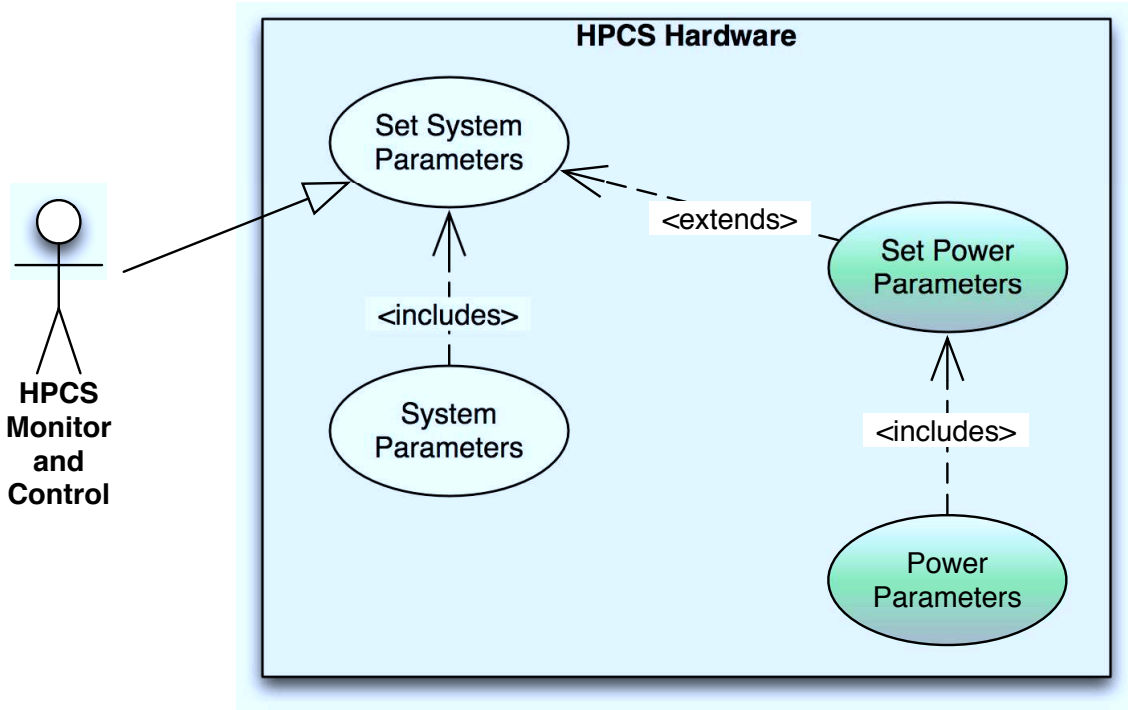 HPCS Hardware
Set System
Parameters
<extends>
Set Power
Parameters
<includes>
System
Parameters
<includes>
Power
Parameters
HPCS
Monitor
and
Control